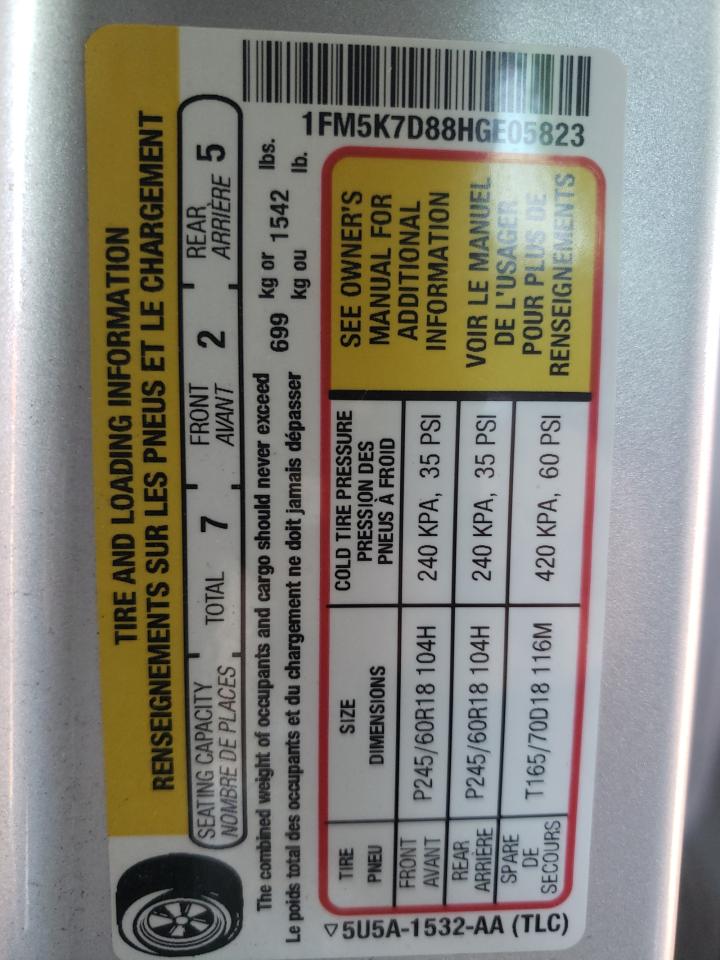 TIRE AND LOADING INFORMATION
RENSEIGNEMENTS SUR LES PNEUS ET LE CHARGEMENT
SEATING CAPACITY
NOMBRE DE PLACES
TOTAL 7
FRONT
AVANT 2
REAR
ARRIÈRE 5
The combined weight of occupants and cargo should never exceed 699 kg or 1542 lbs.
Le poids total des occupants et du chargement ne doit jamais dépasser kg ou lb.
TIRE
PNEU
SIZE
DIMENSIONS
COLD TIRE PRESSURE
PRESSION DES
PNEUS À FROID
FRONT
AVANT
P245/60R18 104H
240 KPA, 35 PSI
REAR
ARRIÈRE
P245/60R18 104H
240 KPA, 35 PSI
SPARE
DE
SECOURS
T165/70D18 116M
420 KPA, 60 PSI
SEE OWNER'S
MANUAL FOR
ADDITIONAL
INFORMATION
VOIR LE MANUEL
DE L'USAGER
POUR PLUS DE
RENSEIGNEMENTS
5U5A-1532-AA (TLC)
1FM5K7D88HGE05823